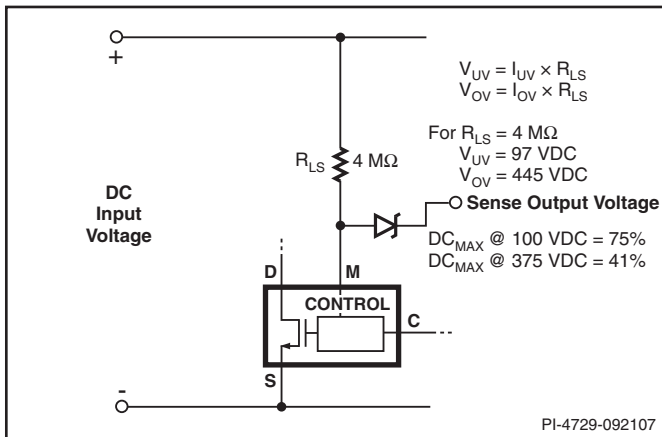 +
V_UV = I_UV × R_LS
V_OV = I_OV × R_LS
For R_LS = 4 MΩ
V_UV = 97 VDC
V_OV = 445 VDC
R_LS 4 MΩ
DC
Input
Voltage
Sense Output Voltage
DC_MAX @ 100 VDC = 75%
DC_MAX @ 375 VDC = 41%
D M
CONTROL
C
S
-
PI-4729-092107